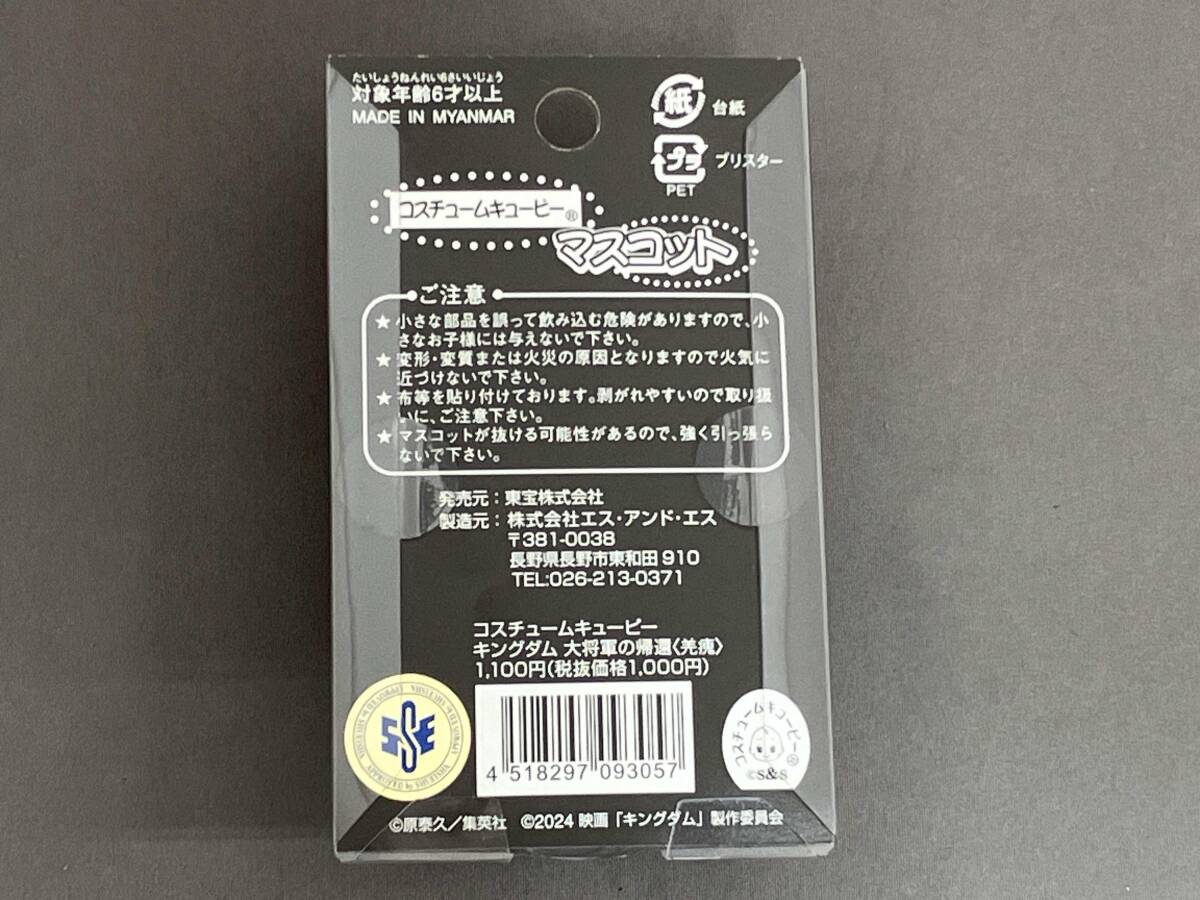 たいしょうねんれい6さいいじょう
対象年齢6才以上
MADE IN MYANMAR
紙
台紙
プラ
ブリスター
PET
コスチュームキューピー®
マスコット
ご注意
★小さな部品を誤って飲み込む危険がありますので、小
さなお子様には与えないで下さい。
★変形・変質または火災の原因となりますので火気に
近づけないで下さい。
★布等を貼り付けております。剥がれやすいので取り扱
いに、ご注意下さい。
★マスコットが抜ける可能性があるので、強く引っ張ら
ないで下さい。
発売元：東宝株式会社
製造元：株式会社エス・アンド・エス
〒381-0038
長野県長野市東和田910
TEL:026-213-0371
コスチュームキューピー
キングダム 大将軍の帰還〈羌瘣〉
1,100円(税抜価格1,000円)
SSE
4 518297 093057
コスチュームキューピー®
©S&S
©原泰久／集英社 ©2024 映画「キングダム」製作委員会